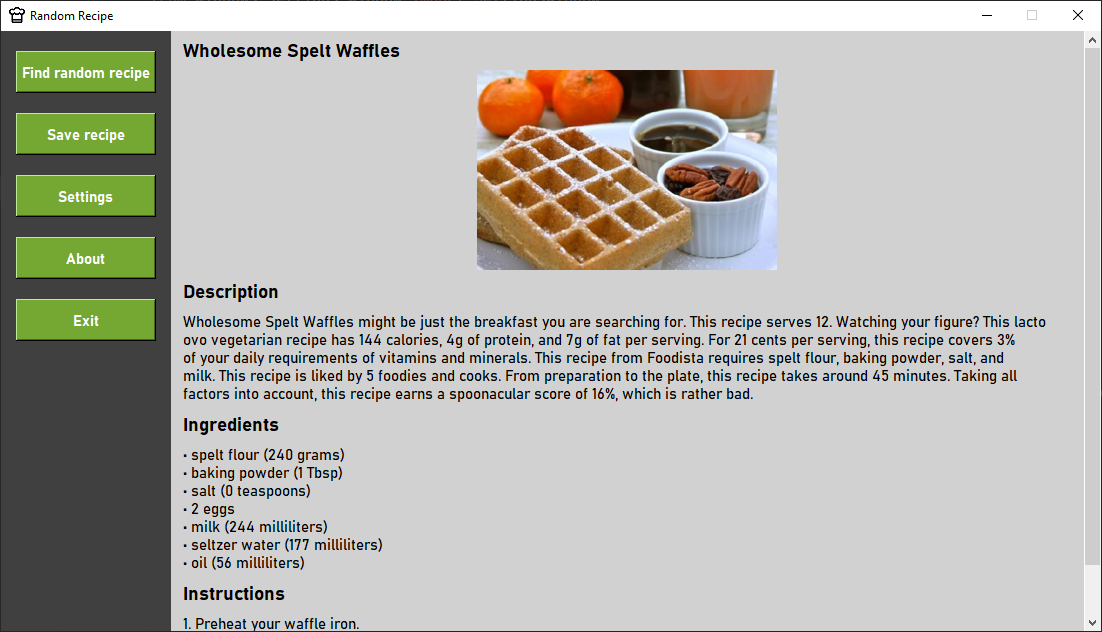 Random Recipe
Find random recipe
Save recipe
Settings
About
Exit
Wholesome Spelt Waffles
Description
Wholesome Spelt Waffles might be just the breakfast you are searching for. This recipe serves 12. Watching your figure? This lacto
ovo vegetarian recipe has 144 calories, 4g of protein, and 7g of fat per serving. For 21 cents per serving, this recipe covers 3%
of your daily requirements of vitamins and minerals. This recipe from Foodista requires spelt flour, baking powder, salt, and
milk. This recipe is liked by 5 foodies and cooks. From preparation to the plate, this recipe takes around 45 minutes. Taking all
factors into account, this recipe earns a spoonacular score of 16%, which is rather bad.
Ingredients
• spelt flour (240 grams)
• baking powder (1 Tbsp)
• salt (0 teaspoons)
• 2 eggs
• milk (244 milliliters)
• seltzer water (177 milliliters)
• oil (56 milliliters)
Instructions
1. Preheat your waffle iron.